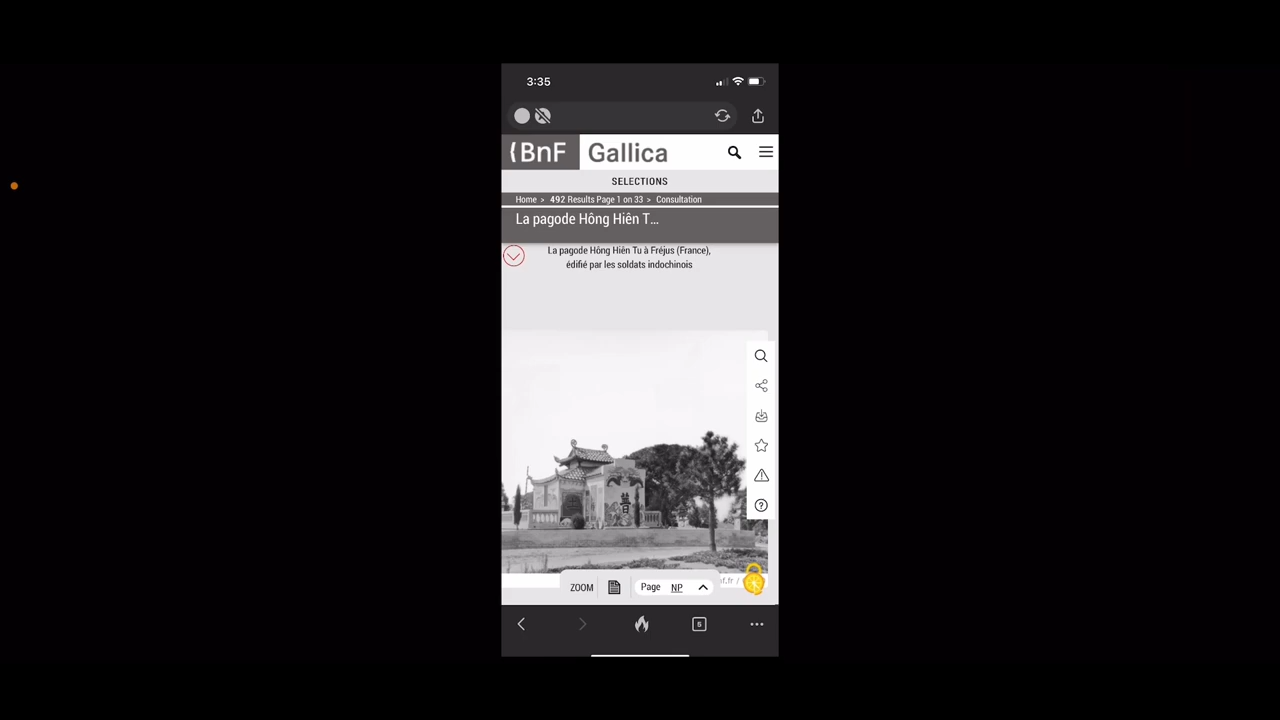 3:35
BnF Gallica
SELECTIONS
Home > 492 Results Page 1 on 33 > Consultation
La pagode Hông Hiên T...
La pagode Hông Hiên Tu à Fréjus (France),
édifié par les soldats indochinois
ZOOM Page NP
5